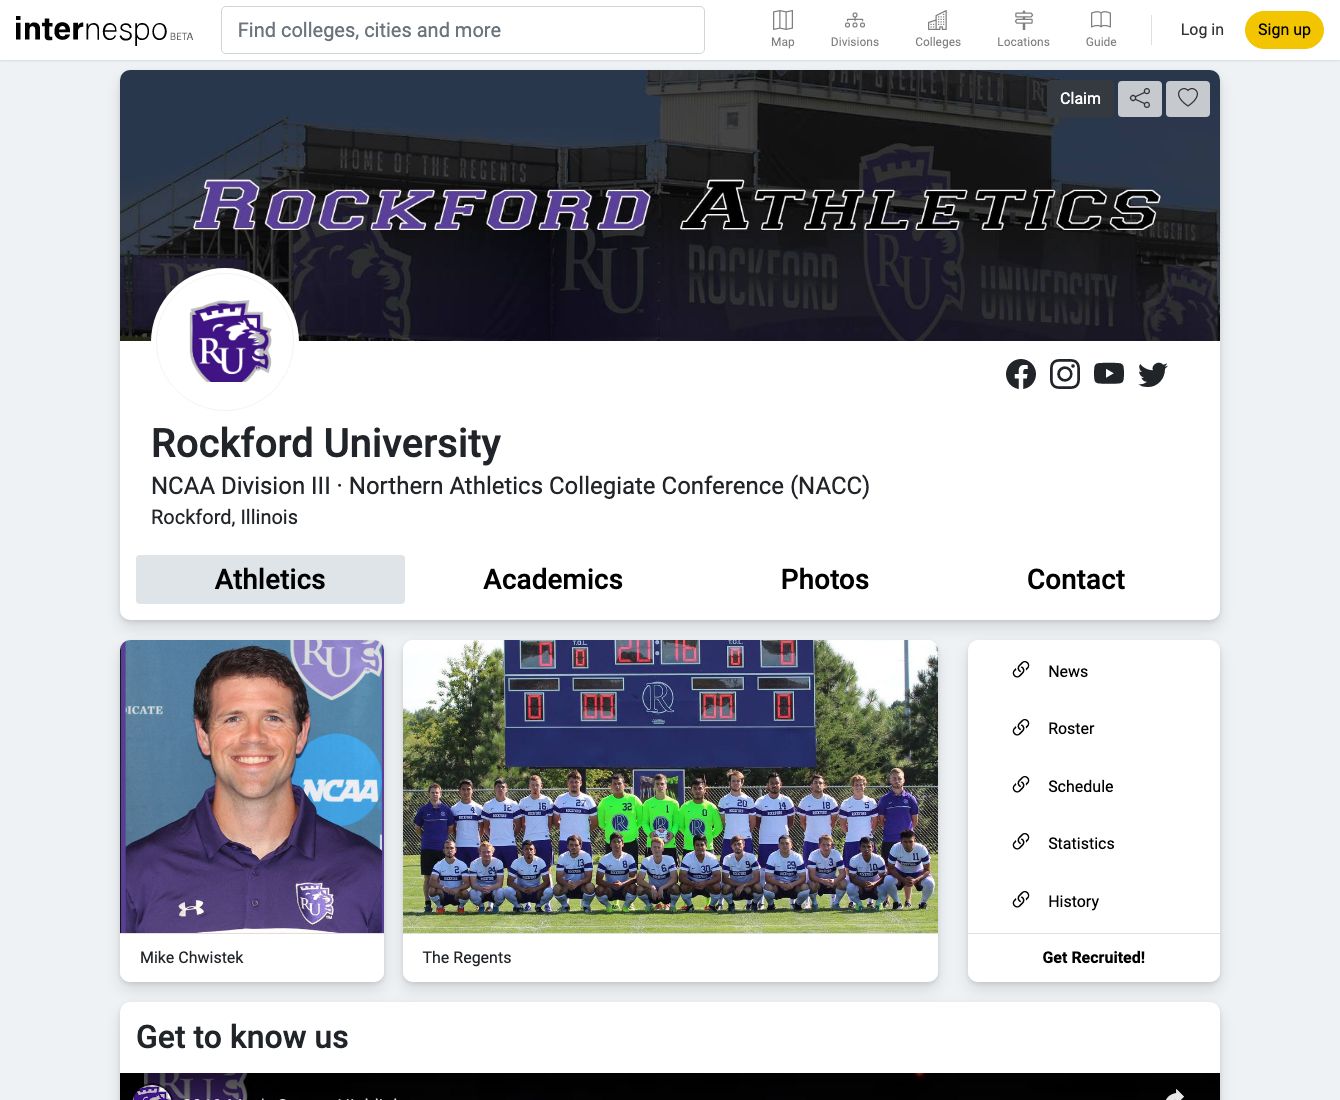 internespo BETA
Find colleges, cities and more
Map
Divisions
Colleges
Locations
Guide
Log in
Sign up
Claim
HOME OF THE REGENTS
ROCKFORD ATHLETICS
RU
ROCKFORD
UNIVERSITY
RU
Rockford University
NCAA Division III · Northern Athletics Collegiate Conference (NACC)
Rockford, Illinois
Athletics
Academics
Photos
Contact
RU
NCAA
RU
Mike Chwistek
20:16
The Regents
News
Roster
Schedule
Statistics
History
Get Recruited!
Get to know us